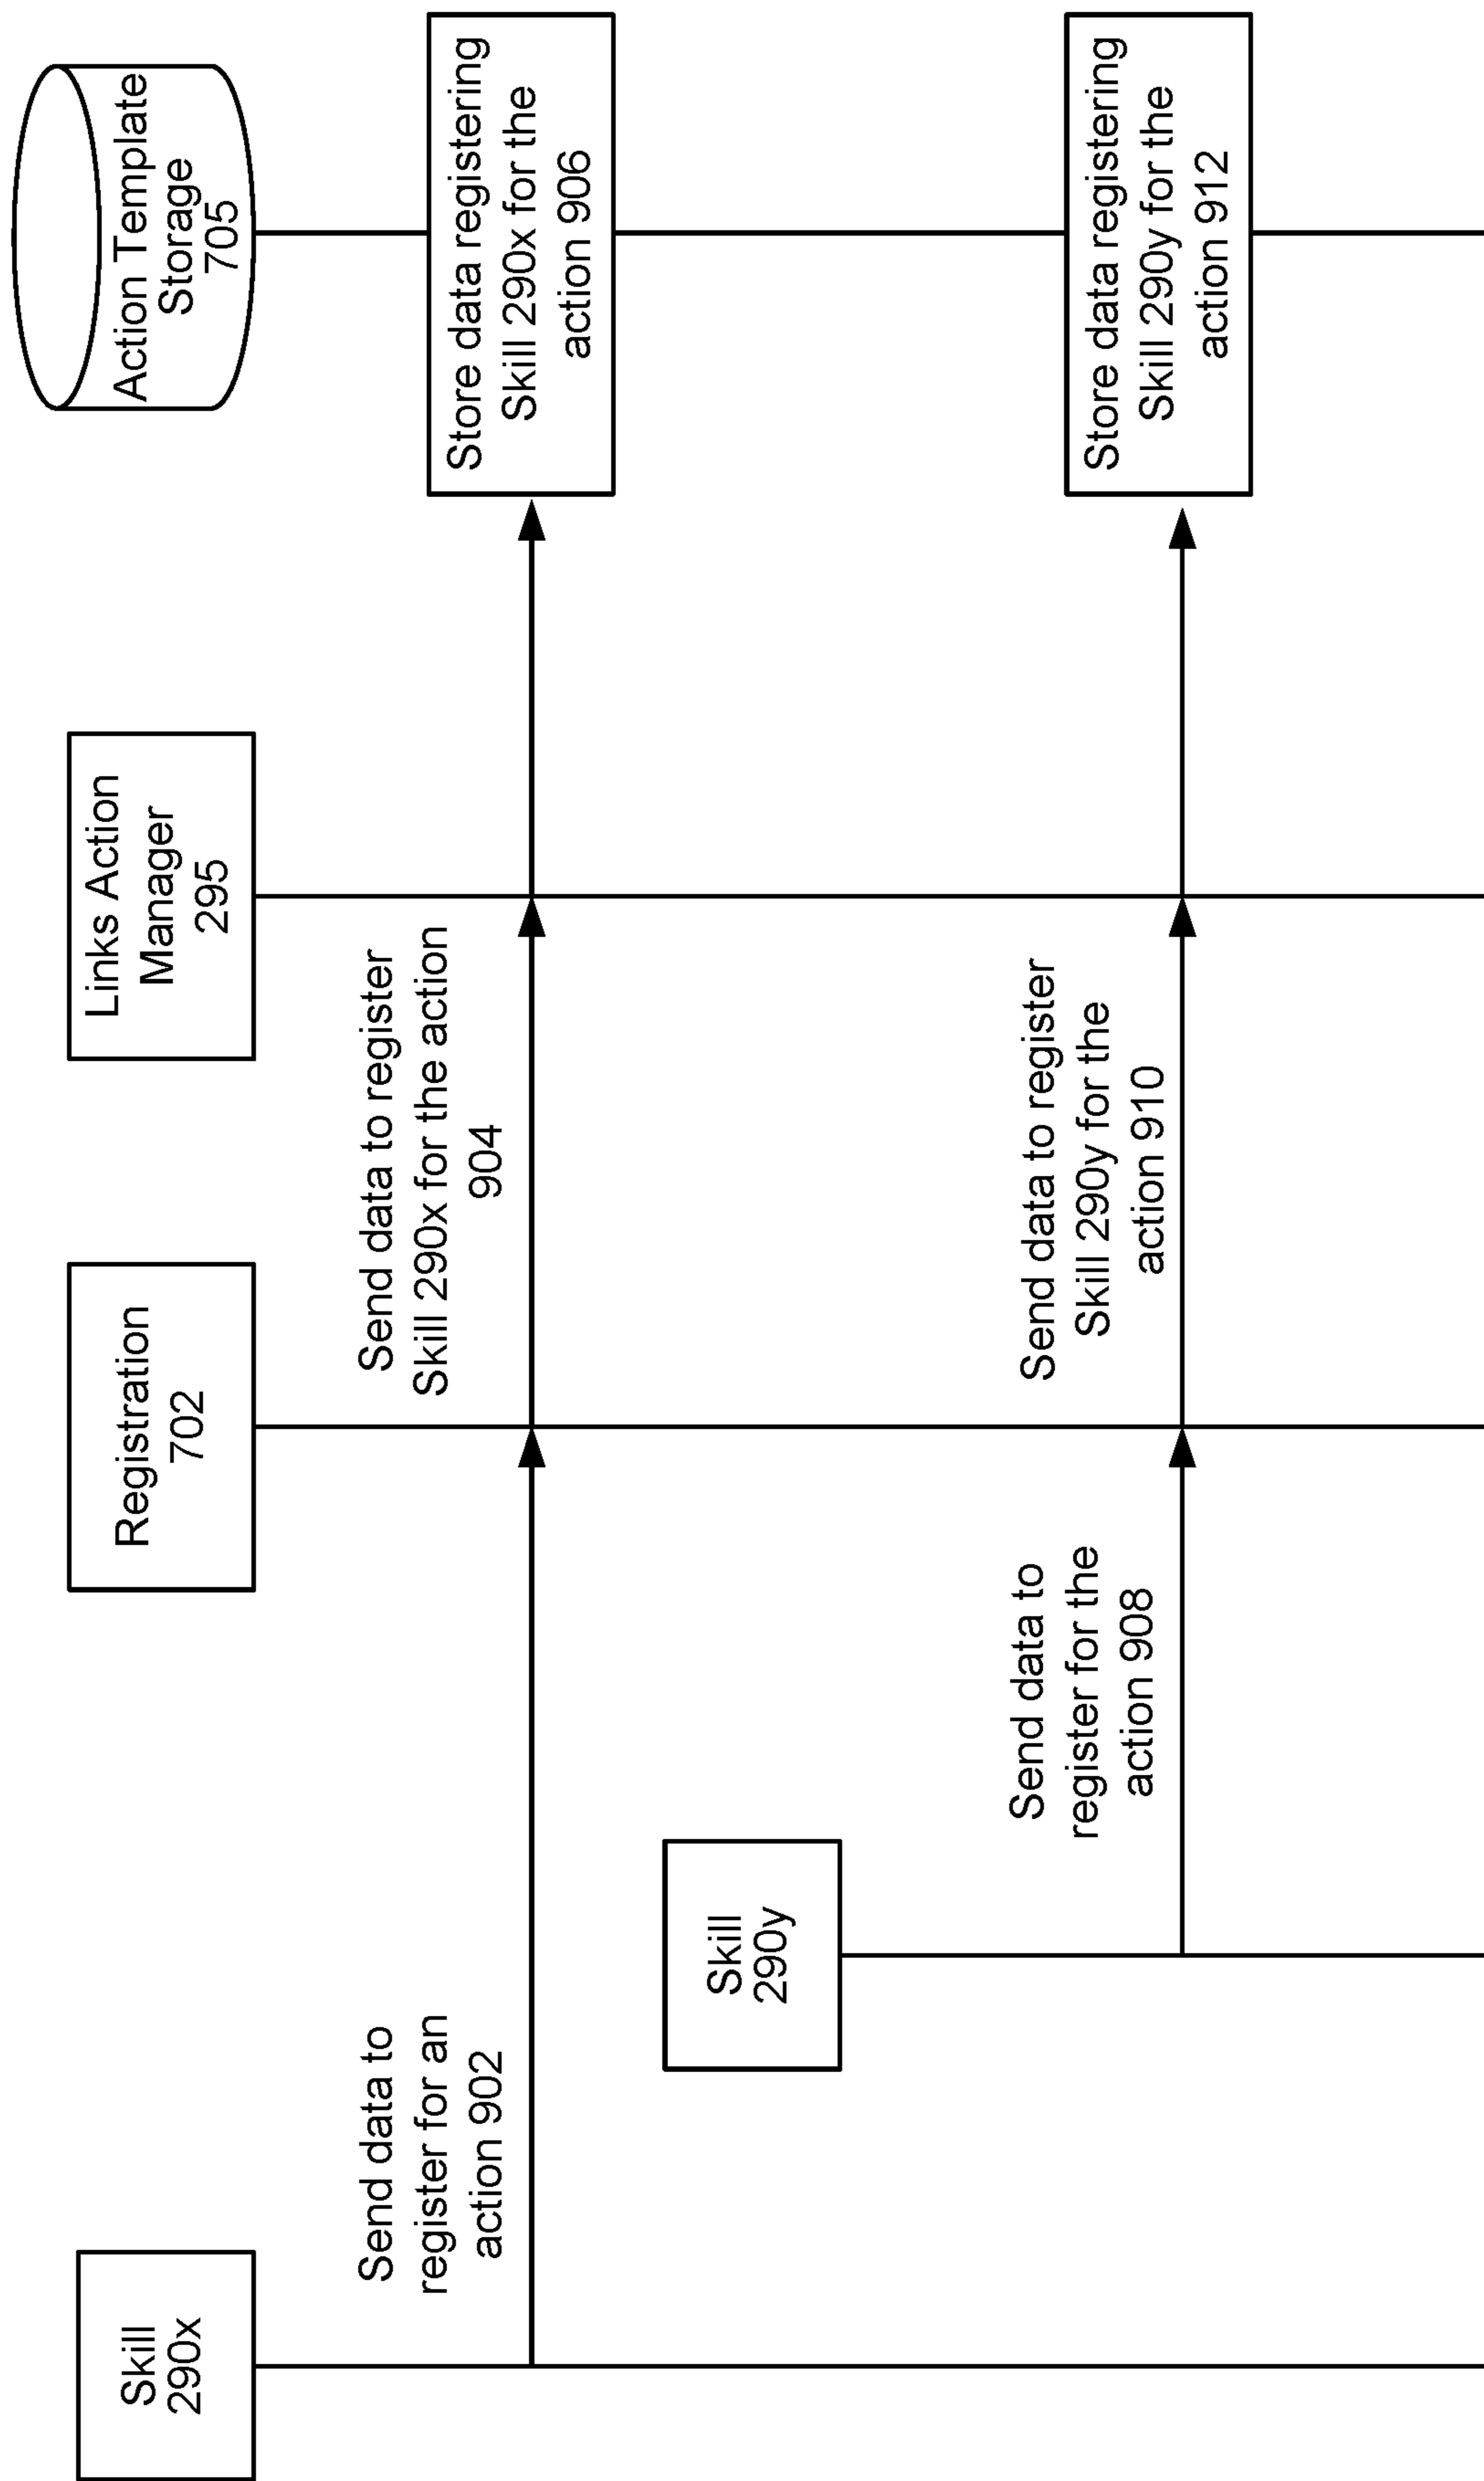 Skill
290x
Registration
702
Links Action
Manager
295
Action Template
Storage
705
Send data to
register for an
action 902
Send data to register
Skill 290x for the action
904
Store data registering
Skill 290x for the
action 906
Skill
290y
Send data to
register for the
action 908
Send data to register
Skill 290y for the
action 910
Store data registering
Skill 290y for the
action 912